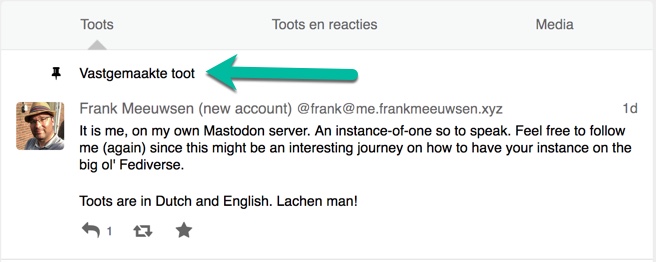 Toots Toots en reacties Media
Vastgemaakte toot
Frank Meeuwsen (new account) @frank@me.frankmeeuwsen.xyz 1d
It is me, on my own Mastodon server. An instance-of-one so to speak. Feel free to follow
me (again) since this might be an interesting journey on how to have your instance on the
big ol' Fediverse.
Toots are in Dutch and English. Lachen man!
1